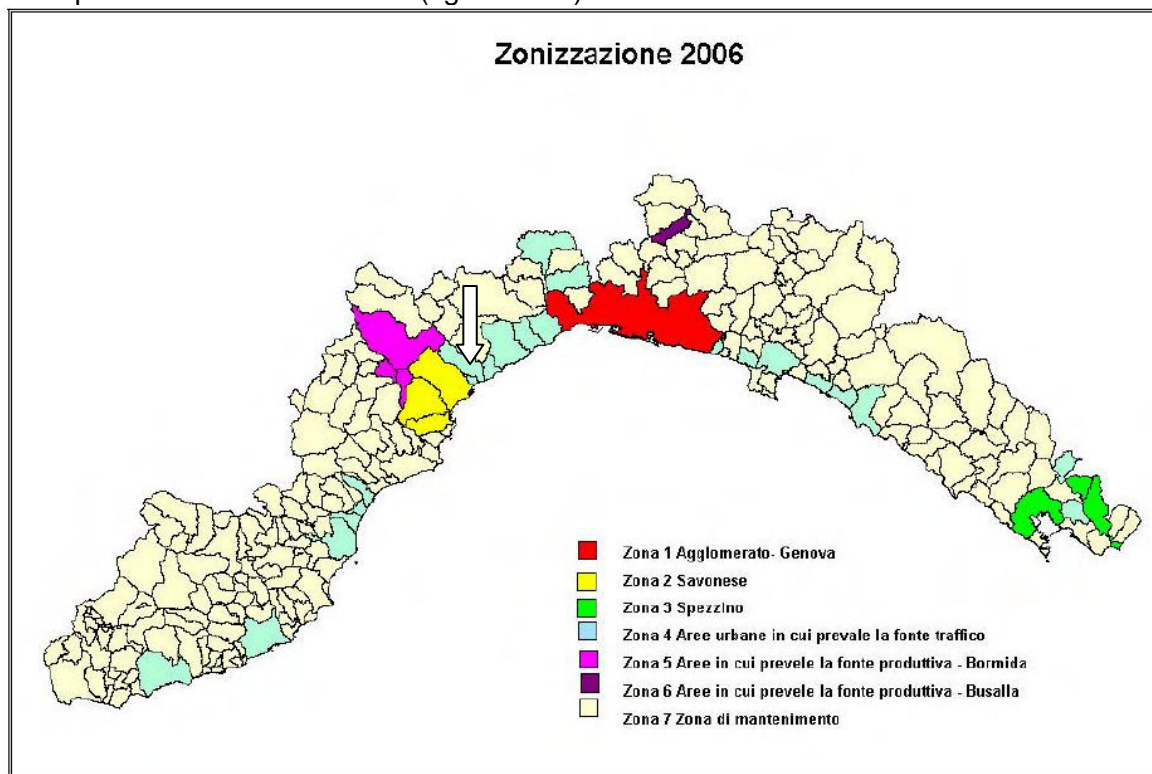 Zonizzazione 2006
Zona 1 Agglomerato- Genova
Zona 2 Savonese
Zona 3 Spezzino
Zona 4 Aree urbane in cui prevale la fonte traffico
Zona 5 Aree in cui prevele la fonte produttiva - Bormida
Zona 6 Aree in cui prevele la fonte produttiva - Busalla
Zona 7 Zona di mantenimento